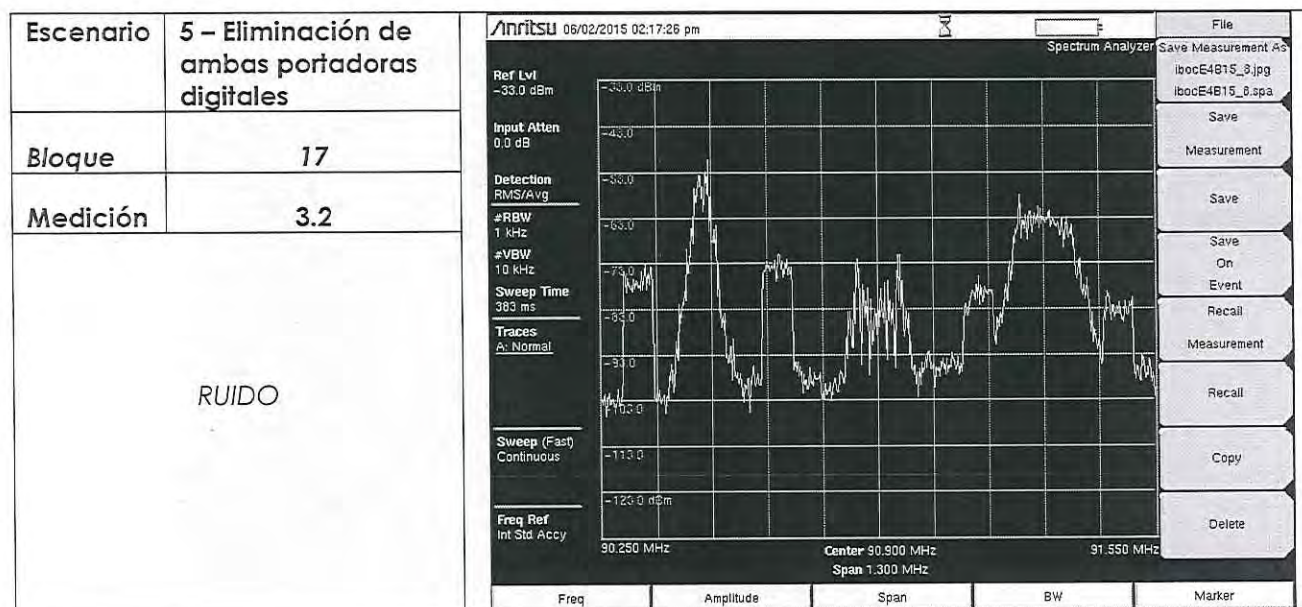 Escenario 5 – Eliminación de
ambas portadoras
digitales
Bloque 17
Medición 3.2
RUIDO
Anritsu 06/02/2015 02:17:26 pm
Spectrum Analyzer
Ref Lvl
-33.0 dBm
Input Atten
0.0 dB
Detection
RMS/Avg
#RBW
1 kHz
#VBW
10 kHz
Sweep Time
383 ms
Traces
A: Normal
Sweep (Fast)
Continuous
Freq Ref
Int Std Accy
-33.0 dBm
-43.0
-53.0
-63.0
-73.0
-83.0
-93.0
-103.0
-113.0
-123.0 dBm
90.250 MHz
Center 90.900 MHz
91.550 MHz
Span 1.300 MHz
File
Save Measurement As
ibocE4B15_8.jpg
ibocE4B15_8.spa
Save
Measurement
Save
Save
On
Event
Recall
Measurement
Recall
Copy
Delete
Freq Amplitude Span BW Marker